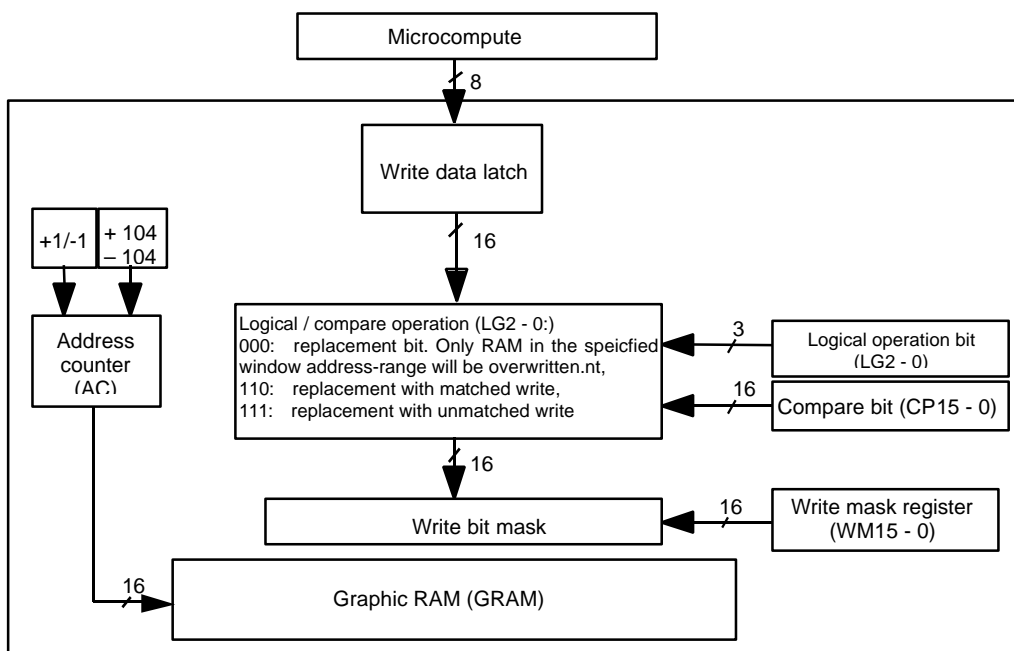 Microcompute
8
Write data latch
16
+1/-1
+ 104
– 104
Address
counter
(AC)
Logical / compare operation (LG2 - 0:)
000: replacement bit. Only RAM in the speicfied
window address-range will be overwritten.nt,
110: replacement with matched write,
111: replacement with unmatched write
3
Logical operation bit
(LG2 - 0)
16
Compare bit (CP15 - 0)
16
Write bit mask
16
Write mask register
(WM15 - 0)
16
Graphic RAM (GRAM)